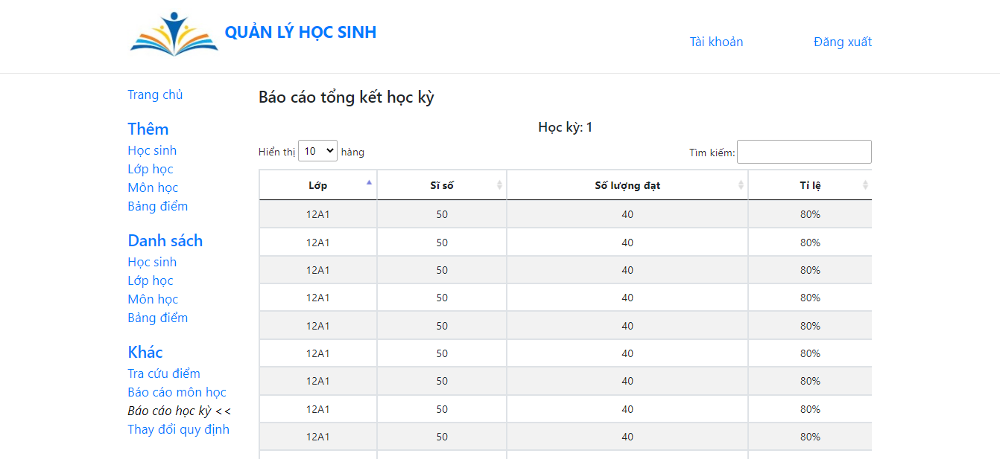 QUẢN LÝ HỌC SINH
Tài khoản Đăng xuất
Trang chủ
Thêm
Học sinh
Lớp học
Môn học
Bảng điểm
Danh sách
Học sinh
Lớp học
Môn học
Bảng điểm
Khác
Tra cứu điểm
Báo cáo môn học
Báo cáo học kỳ <<
Thay đổi quy định
Báo cáo tổng kết học kỳ
Học kỳ: 1
Hiển thị 10 hàng Tìm kiếm:
Lớp Sĩ số Số lượng đạt Tỉ lệ
12A1 50 40 80%
12A1 50 40 80%
12A1 50 40 80%
12A1 50 40 80%
12A1 50 40 80%
12A1 50 40 80%
12A1 50 40 80%
12A1 50 40 80%
12A1 50 40 80%